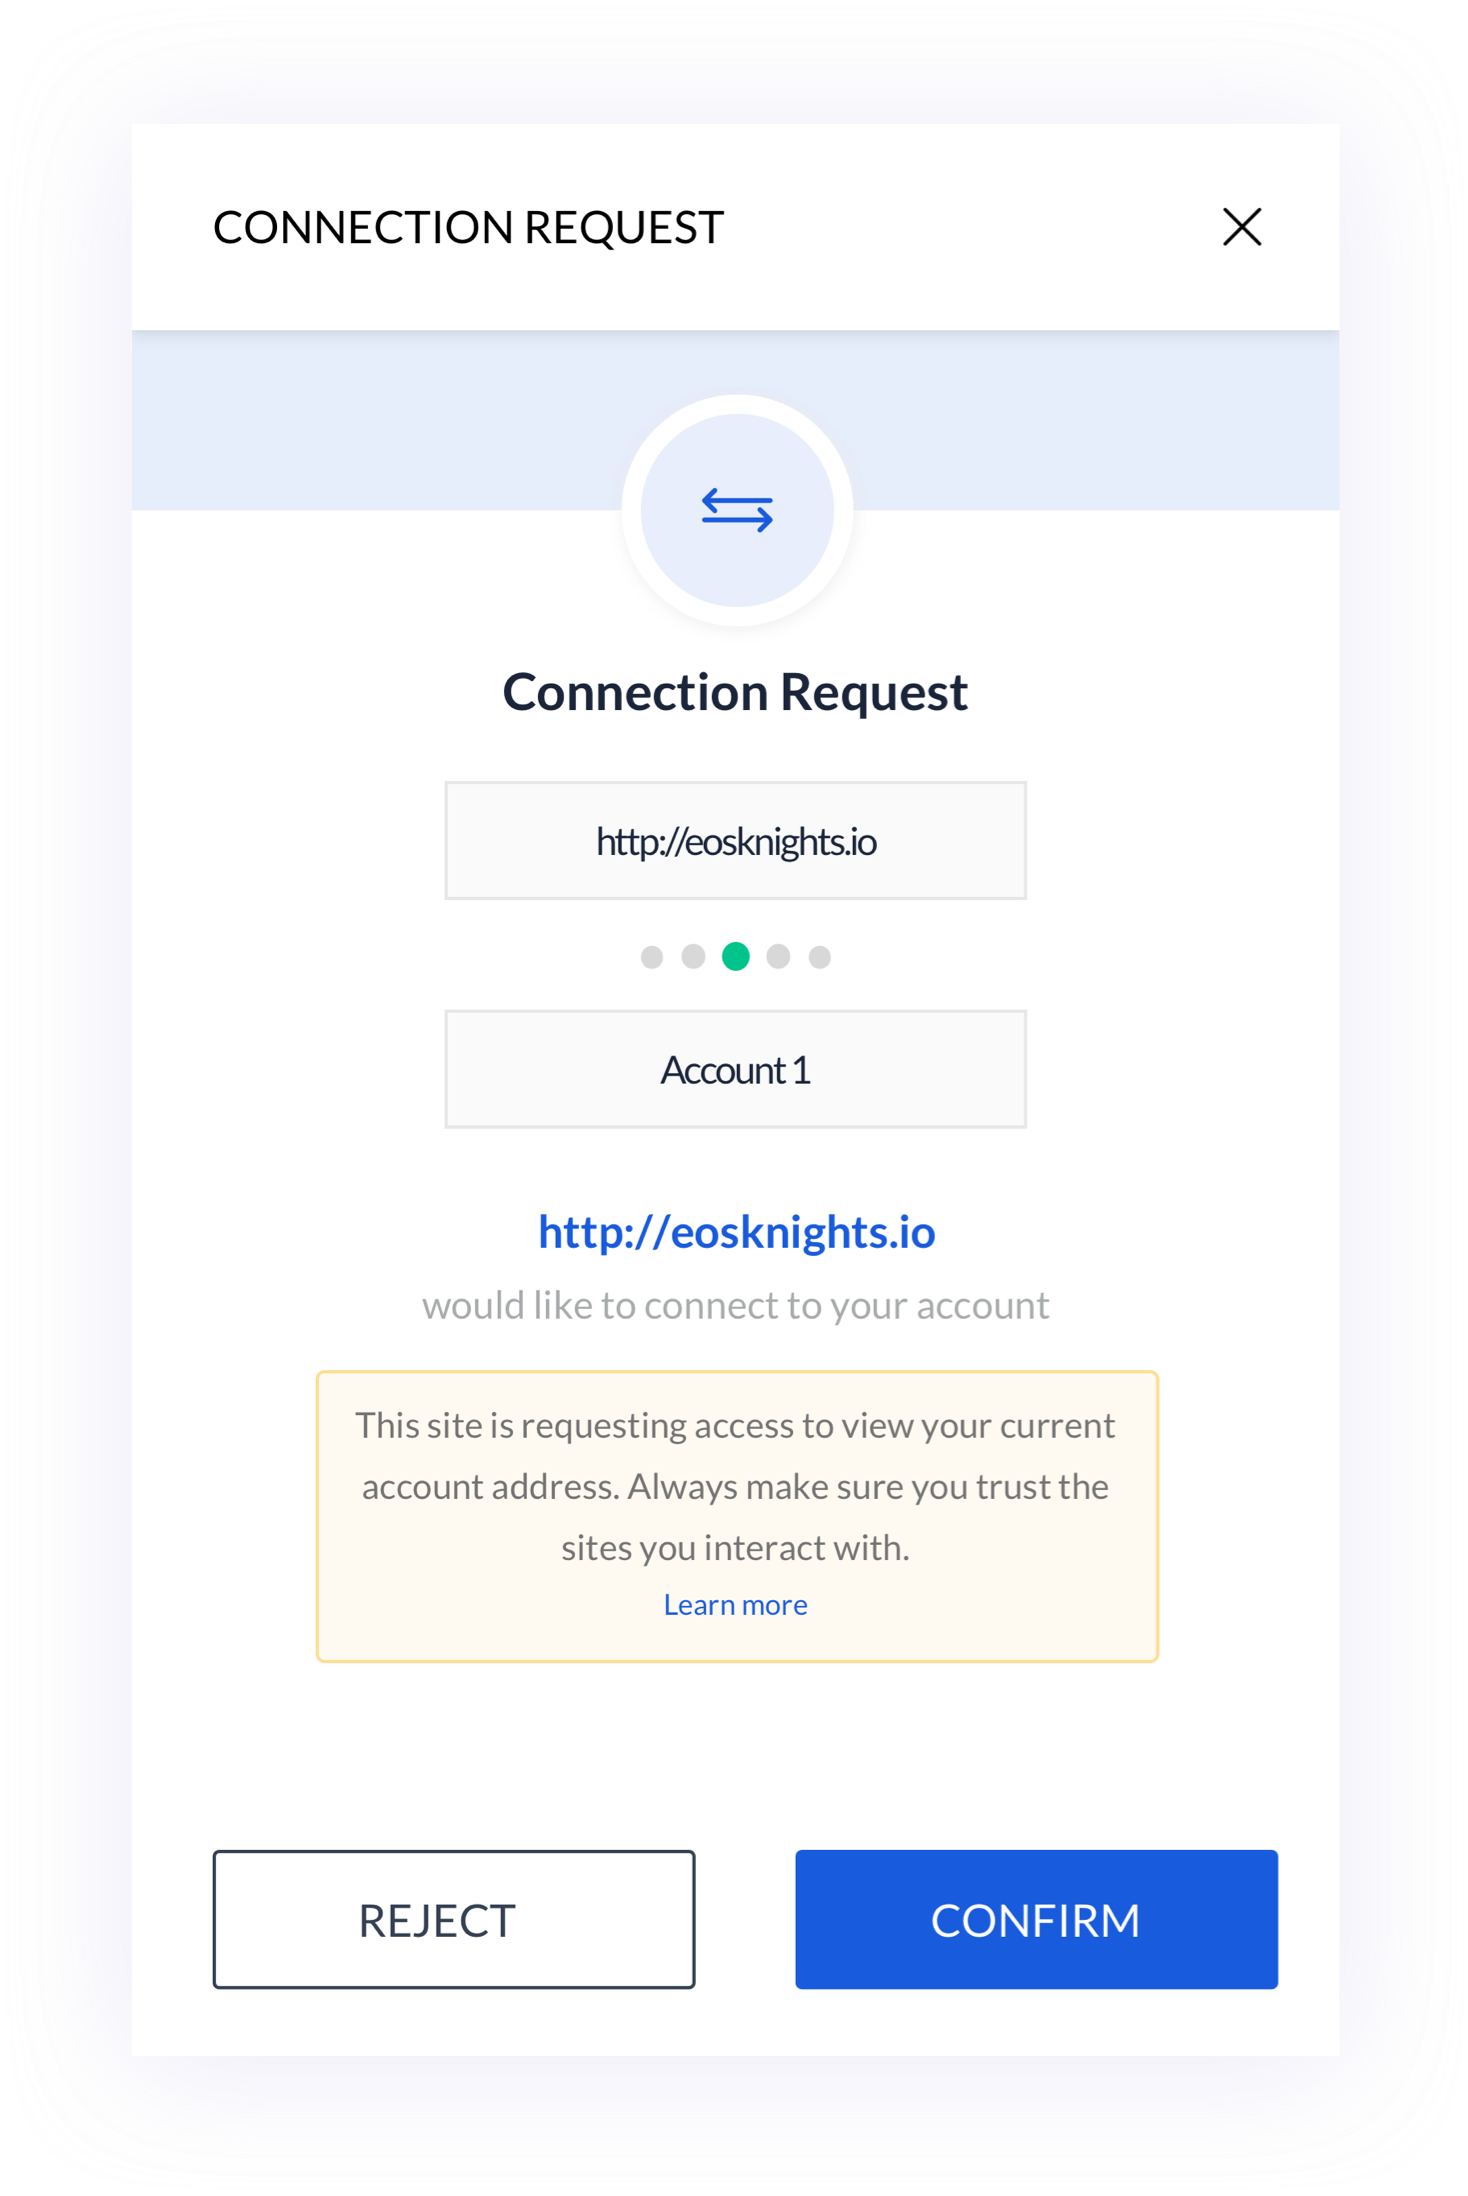 CONNECTION REQUEST
Connection Request
http://eosknights.io
Account 1
http://eosknights.io
would like to connect to your account
This site is requesting access to view your current
account address. Always make sure you trust the
sites you interact with.
Learn more
REJECT
CONFIRM